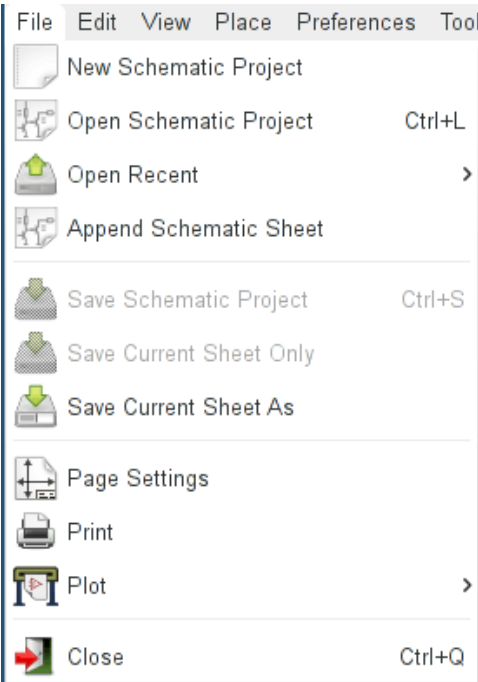 File Edit View Place Preferences
New Schematic Project
Open Schematic Project Ctrl+L
Open Recent
Append Schematic Sheet
Save Schematic Project Ctrl+S
Save Current Sheet Only
Save Current Sheet As
Page Settings
Print
Plot
Close Ctrl+Q